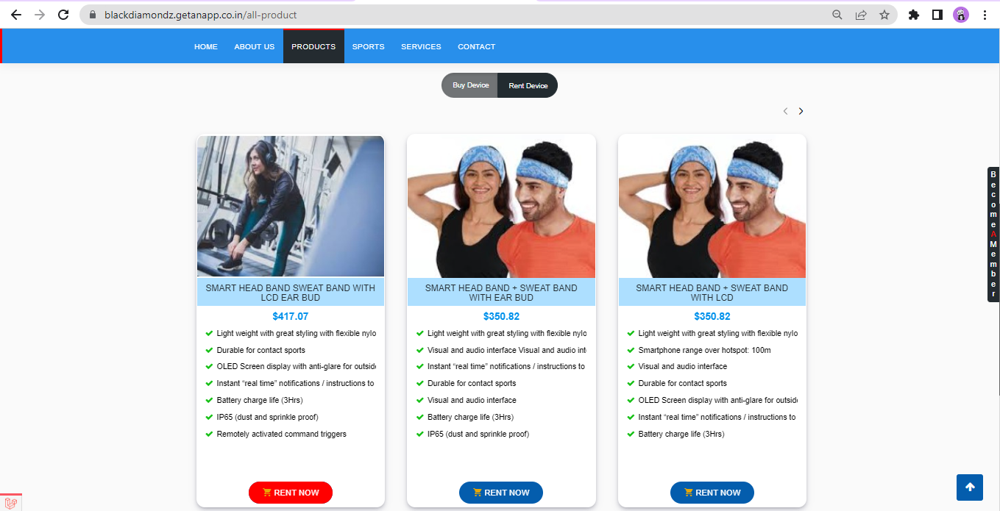 blackdiamondz.getanapp.co.in/all-product
HOME ABOUT US PRODUCTS SPORTS SERVICES CONTACT
Buy Device Rent Device
SMART HEAD BAND SWEAT BAND WITH
LCD EAR BUD
$417.07
Light weight with great styling with flexible nylo
Durable for contact sports
OLED Screen display with anti-glare for outside
Instant “real time” notifications / instructions to
Battery charge life (3Hrs)
IP65 (dust and sprinkle proof)
Remotely activated command triggers
RENT NOW
SMART HEAD BAND + SWEAT BAND
WITH EAR BUD
$350.82
Light weight with great styling with flexible nylo
Visual and audio interface Visual and audio int
Instant “real time” notifications / instructions to
Durable for contact sports
Visual and audio interface
Battery charge life (3Hrs)
IP65 (dust and sprinkle proof)
RENT NOW
SMART HEAD BAND + SWEAT BAND
WITH LCD
$350.82
Light weight with great styling with flexible nylo
Smartphone range over hotspot: 100m
Visual and audio interface
Durable for contact sports
OLED Screen display with anti-glare for outside
Instant “real time” notifications / instructions to
Battery charge life (3Hrs)
RENT NOW
Become A Member